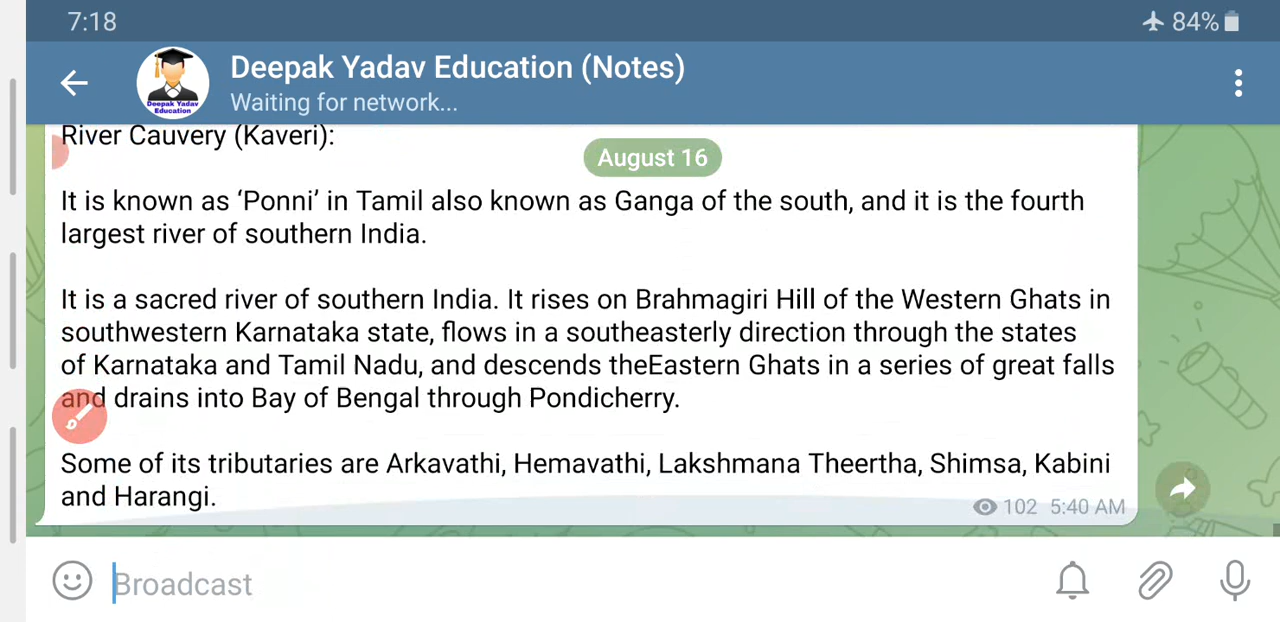 7:18
84%
Deepak Yadav Education (Notes)
Waiting for network...
Deepak Yadav
Education
River Cauvery (Kaveri):
August 16
It is known as ‘Ponni’ in Tamil also known as Ganga of the south, and it is the fourth
largest river of southern India.
It is a sacred river of southern India. It rises on Brahmagiri Hill of the Western Ghats in
southwestern Karnataka state, flows in a southeasterly direction through the states
of Karnataka and Tamil Nadu, and descends theEastern Ghats in a series of great falls
and drains into Bay of Bengal through Pondicherry.
Some of its tributaries are Arkavathi, Hemavathi, Lakshmana Theertha, Shimsa, Kabini
and Harangi.
102 5:40 AM
Broadcast